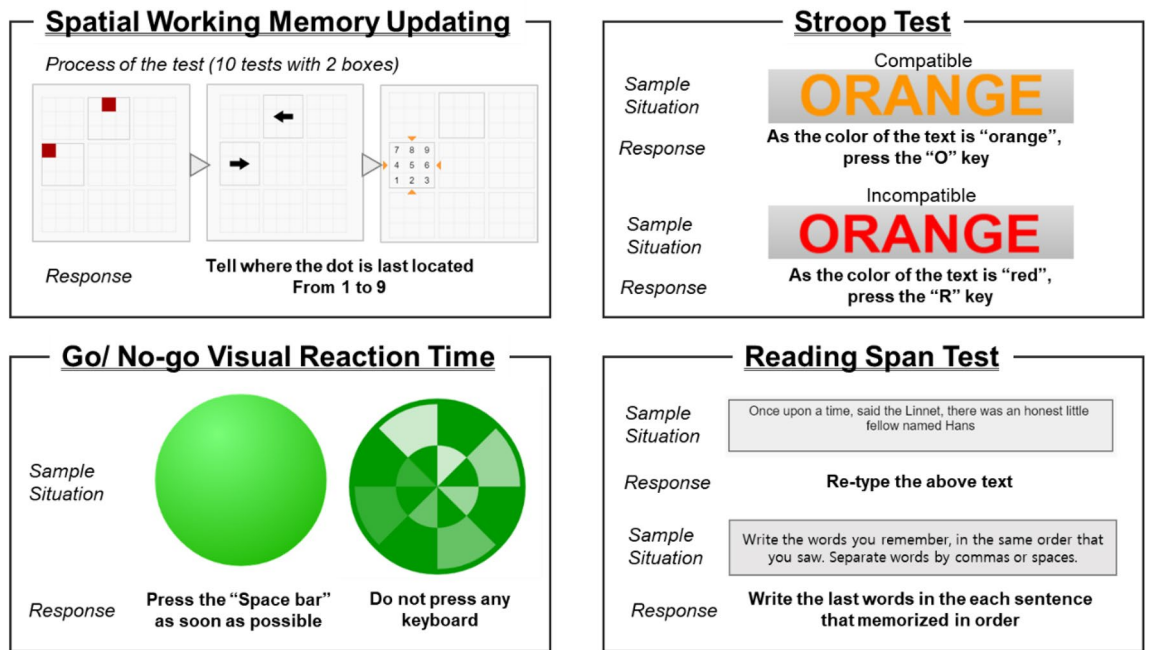 Spatial Working Memory Updating
Process of the test (10 tests with 2 boxes)
7 8 9
4 5 6
1 2 3
Response
Tell where the dot is last located
From 1 to 9
Stroop Test
Compatible
Sample
Situation
ORANGE
Response
As the color of the text is “orange”,
press the “O” key
Incompatible
Sample
Situation
ORANGE
Response
As the color of the text is “red”,
press the “R” key
Go/ No-go Visual Reaction Time
Sample
Situation
Response
Press the “Space bar”
as soon as possible
Do not press any
keyboard
Reading Span Test
Sample
Situation
Once upon a time, said the Linnet, there was an honest little
fellow named Hans
Response
Re-type the above text
Sample
Situation
Write the words you remember, in the same order that
you saw. Separate words by commas or spaces.
Response
Write the last words in the each sentence
that memorized in order